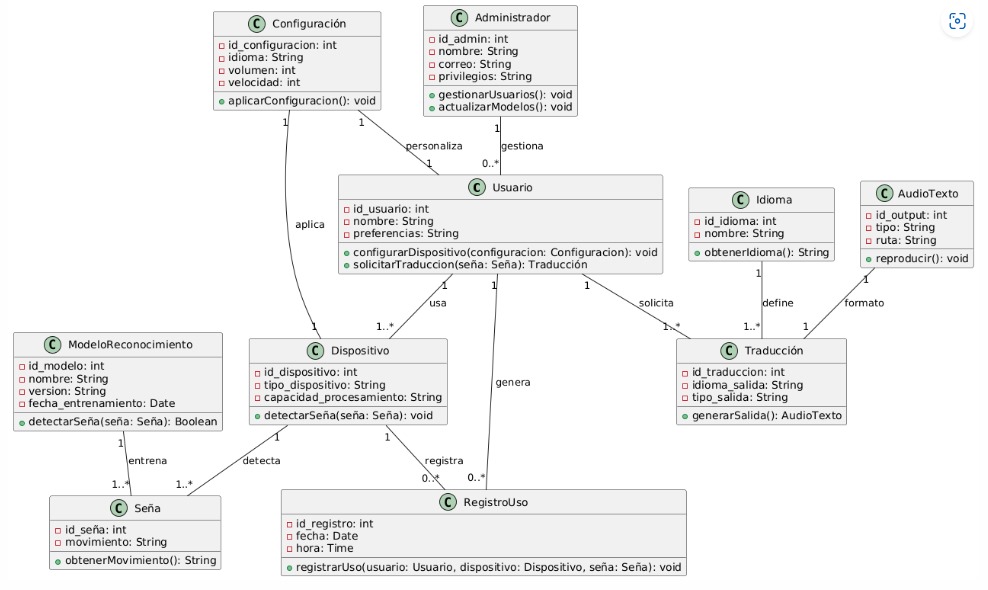 C Configuración
id_configuracion: int
idioma: String
volumen: int
velocidad: int
aplicarConfiguracion(): void
C Administrador
id_admin: int
nombre: String
correo: String
privilegios: String
gestionarUsuarios(): void
actualizarModelos(): void
1
1
personaliza
1
1
gestiona
0..*
aplica
1
C Usuario
id_usuario: int
nombre: String
preferencias: String
configurarDispositivo(configuracion: Configuracion): void
solicitarTraduccion(seña: Seña): Traducción
C Idioma
id_idioma: int
nombre: String
obtenerIdioma(): String
C AudioTexto
id_output: int
tipo: String
ruta: String
reproducir(): void
1
usa
1..*
1
genera
0..*
1
solicita
1..*
1
define
1..*
1
formato
1
C ModeloReconocimiento
id_modelo: int
nombre: String
version: String
fecha_entrenamiento: Date
detectarSeña(seña: Seña): Boolean
C Dispositivo
id_dispositivo: int
tipo_dispositivo: String
capacidad_procesamiento: String
detectarSeña(seña: Seña): void
C Traducción
id_traduccion: int
idioma_salida: String
tipo_salida: String
generarSalida(): AudioTexto
1
entrena
1..*
1
detecta
1..*
1
registra
0..*
C Seña
id_seña: int
movimiento: String
obtenerMovimiento(): String
C RegistroUso
id_registro: int
fecha: Date
hora: Time
registrarUso(usuario: Usuario, dispositivo: Dispositivo, seña: Seña): void